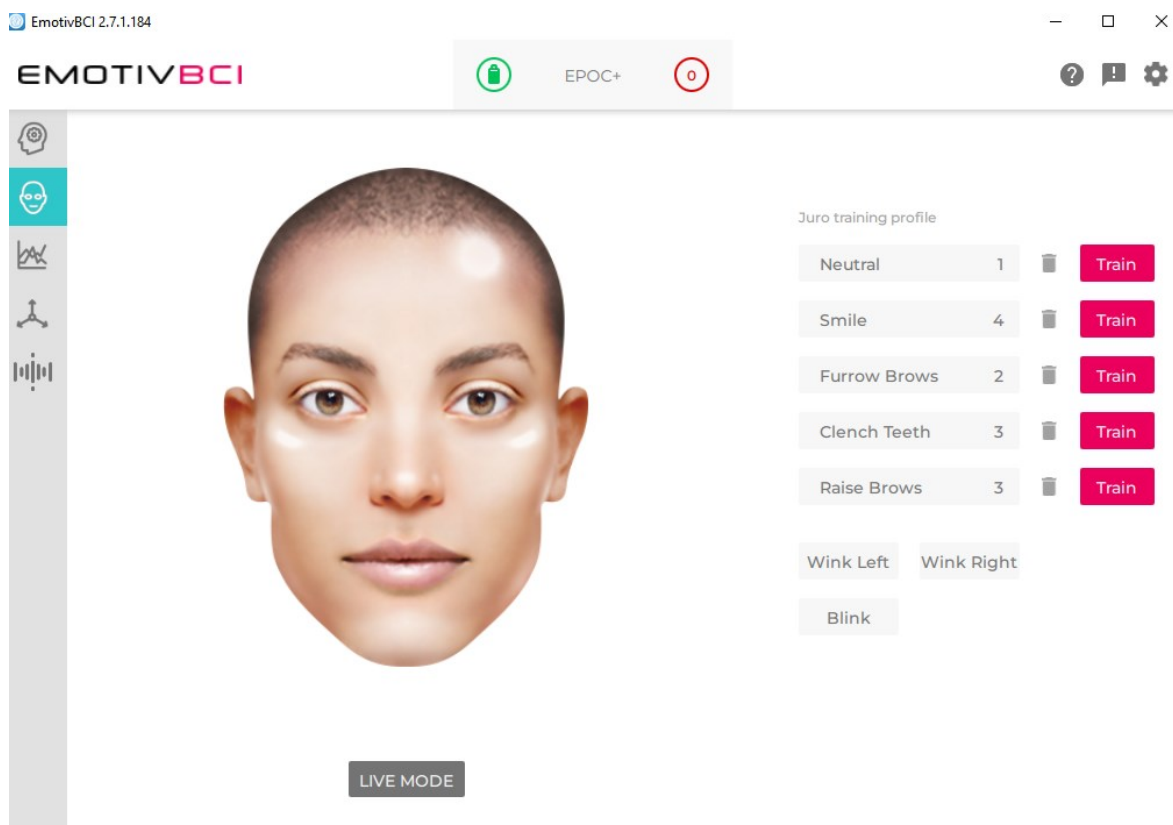 EmotivBCI 2.7.1.184
EMOTIVBCI
EPOC+
0
Juro training profile
Neutral 1 Train
Smile 4 Train
Furrow Brows 2 Train
Clench Teeth 3 Train
Raise Brows 3 Train
Wink Left Wink Right
Blink
LIVE MODE